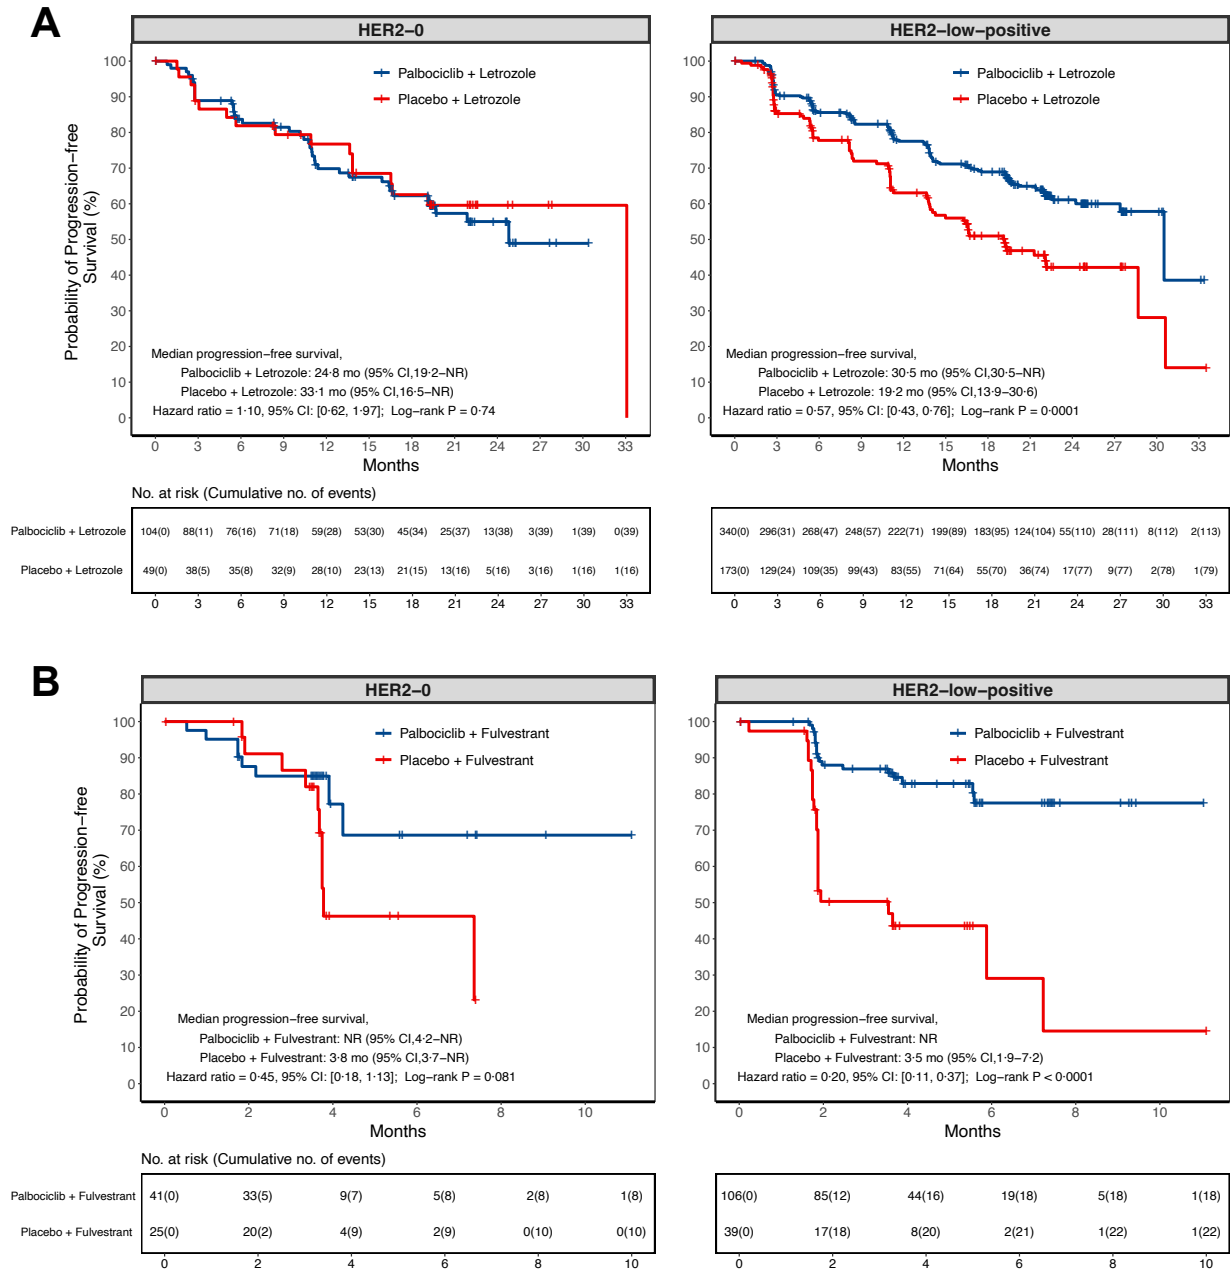 A
HER2-0
HER2-low-positive
Probability of Progression-free
Survival (%)
100
90
80
70
60
50
40
30
20
10
0
Palbociclib + Letrozole
Placebo + Letrozole
Median progression-free survival,
Palbociclib + Letrozole: 24·8 mo (95% CI,19·2-NR)
Placebo + Letrozole: 33·1 mo (95% CI,16·5-NR)
Hazard ratio = 1·10, 95% CI: [0·62, 1·97]; Log-rank P = 0·74
0 3 6 9 12 15 18 21 24 27 30 33
Months
100
90
80
70
60
50
40
30
20
10
0
Palbociclib + Letrozole
Placebo + Letrozole
Median progression-free survival,
Palbociclib + Letrozole: 30·5 mo (95% CI,30·5-NR)
Placebo + Letrozole: 19·2 mo (95% CI,13·9-30·6)
Hazard ratio = 0·57, 95% CI: [0·43, 0·76]; Log-rank P = 0·0001
0 3 6 9 12 15 18 21 24 27 30 33
Months
No. at risk (Cumulative no. of events)
Palbociclib + Letrozole 104(0) 88(11) 76(16) 71(18) 59(28) 53(30) 45(34) 25(37) 13(38) 3(39) 1(39) 0(39)
Placebo + Letrozole 49(0) 38(5) 35(8) 32(9) 28(10) 23(13) 21(15) 13(16) 5(16) 3(16) 1(16) 1(16)
0 3 6 9 12 15 18 21 24 27 30 33
340(0) 296(31) 268(47) 248(57) 222(71) 199(89) 183(95) 124(104) 55(110) 28(111) 8(112) 2(113)
173(0) 129(24) 109(35) 99(43) 83(55) 71(64) 55(70) 36(74) 17(77) 9(77) 2(78) 1(79)
0 3 6 9 12 15 18 21 24 27 30 33
B
HER2-0
HER2-low-positive
Probability of Progression-free
Survival (%)
100
90
80
70
60
50
40
30
20
10
0
Palbociclib + Fulvestrant
Placebo + Fulvestrant
Median progression-free survival,
Palbociclib + Fulvestrant: NR (95% CI,4·2-NR)
Placebo + Fulvestrant: 3·8 mo (95% CI,3·7-NR)
Hazard ratio = 0·45, 95% CI: [0·18, 1·13]; Log-rank P = 0·081
0 2 4 6 8 10
Months
100
90
80
70
60
50
40
30
20
10
0
Palbociclib + Fulvestrant
Placebo + Fulvestrant
Median progression-free survival,
Palbociclib + Fulvestrant: NR
Placebo + Fulvestrant: 3·5 mo (95% CI,1·9-7·2)
Hazard ratio = 0·20, 95% CI: [0·11, 0·37]; Log-rank P < 0·0001
0 2 4 6 8 10
Months
No. at risk (Cumulative no. of events)
Palbociclib + Fulvestrant 41(0) 33(5) 9(7) 5(8) 2(8) 1(8)
Placebo + Fulvestrant 25(0) 20(2) 4(9) 2(9) 0(10) 0(10)
0 2 4 6 8 10
106(0) 85(12) 44(16) 19(18) 5(18) 1(18)
39(0) 17(18) 8(20) 2(21) 1(22) 1(22)
0 2 4 6 8 10